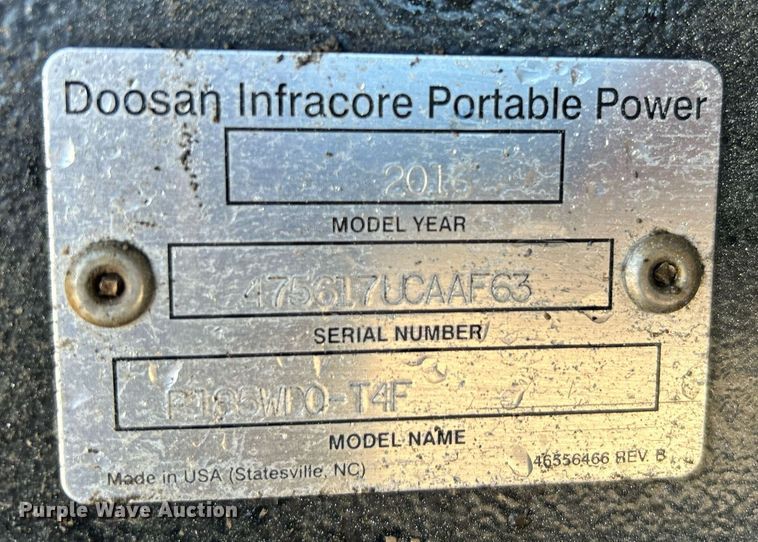 Doosan Infracore Portable Power
MODEL YEAR
475617UCAAF63
SERIAL NUMBER
P185WDO-T4F
MODEL NAME
Made in USA (Statesville, NC)
46556466 REV. B
Purple Wave Auction